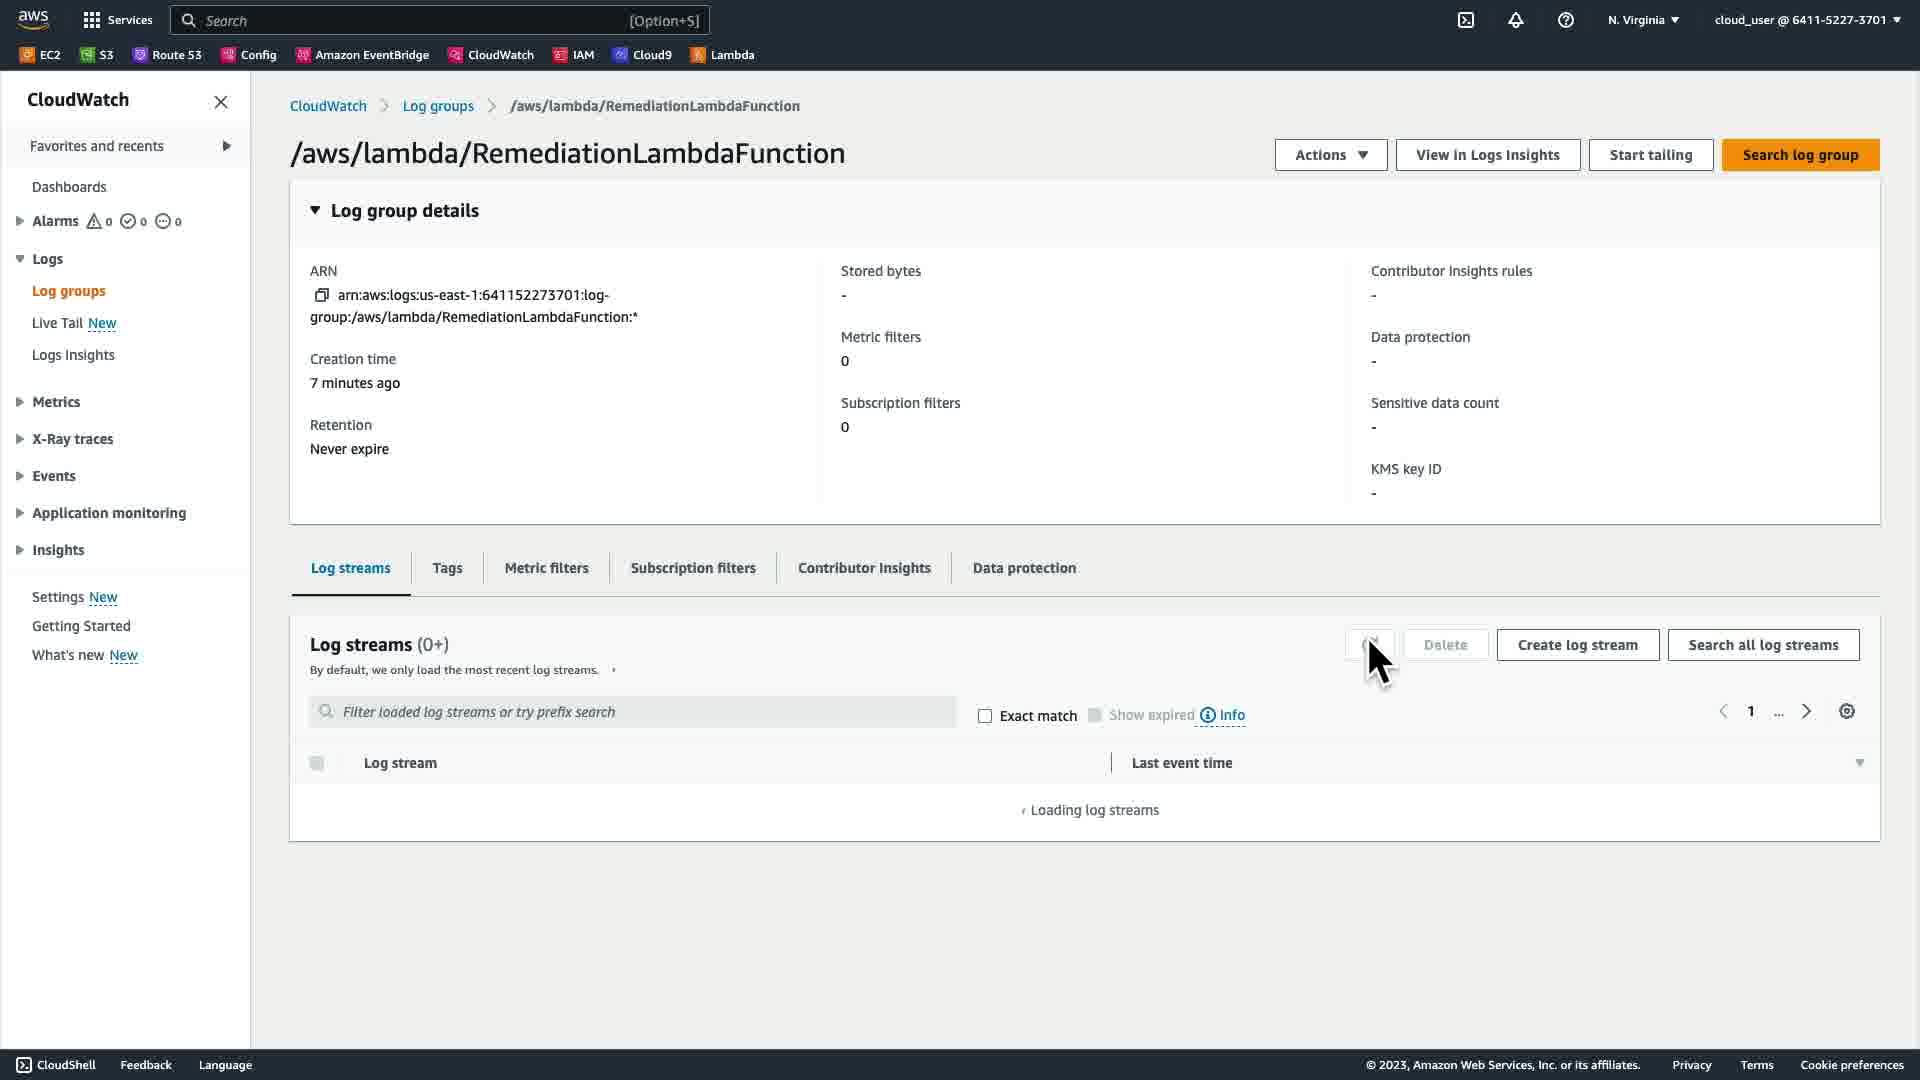 aws
Services
Search
[Option+S]
N. Virginia
cloud_user @ 6411-5227-3701
EC2
S3
Route 53
Config
Amazon EventBridge
CloudWatch
IAM
Cloud9
Lambda
CloudWatch
Favorites and recents
Dashboards
Alarms 0 0 0
Logs
Log groups
Live Tail New
Logs Insights
Metrics
X-Ray traces
Events
Application monitoring
Insights
Settings New
Getting Started
What's new New
CloudWatch
Log groups
/aws/lambda/RemediationLambdaFunction
/aws/lambda/RemediationLambdaFunction
Actions
View in Logs Insights
Start tailing
Search log group
Log group details
ARN
arn:aws:logs:us-east-1:641152273701:log-
group:/aws/lambda/RemediationLambdaFunction:*
Creation time
7 minutes ago
Retention
Never expire
Stored bytes
-
Metric filters
0
Subscription filters
0
Contributor Insights rules
-
Data protection
-
Sensitive data count
-
KMS key ID
-
Log streams
Tags
Metric filters
Subscription filters
Contributor Insights
Data protection
Log streams (0+)
By default, we only load the most recent log streams.
Delete
Create log stream
Search all log streams
Filter loaded log streams or try prefix search
Exact match
Show expired
Info
1
...
Log stream
Last event time
Loading log streams
CloudShell
Feedback
Language
© 2023, Amazon Web Services, Inc. or its affiliates.
Privacy
Terms
Cookie preferences